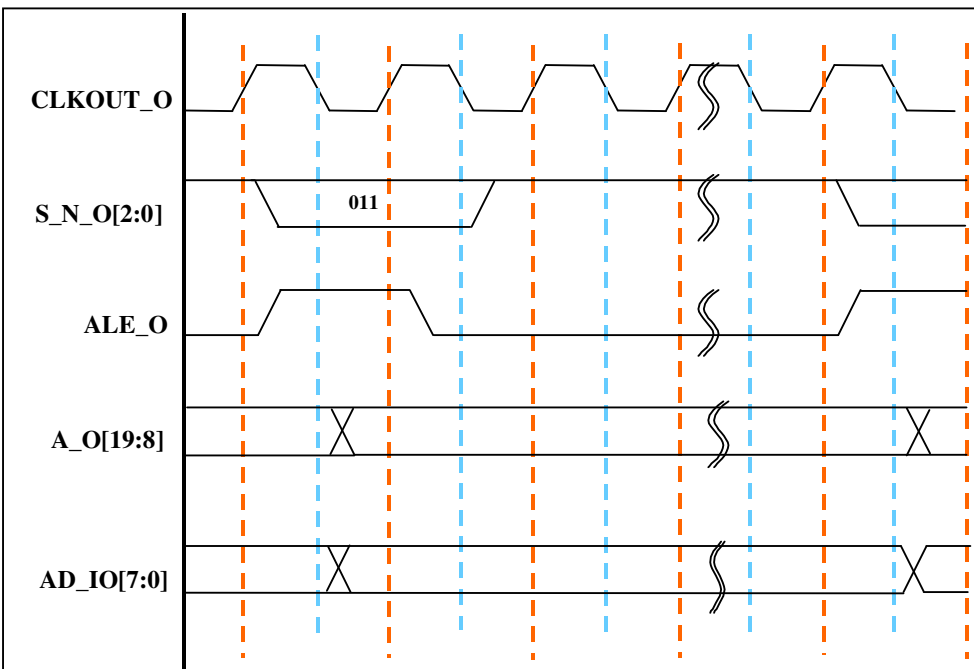 CLKOUT_O
S_N_O[2:0]
011
ALE_O
A_O[19:8]
AD_IO[7:0]